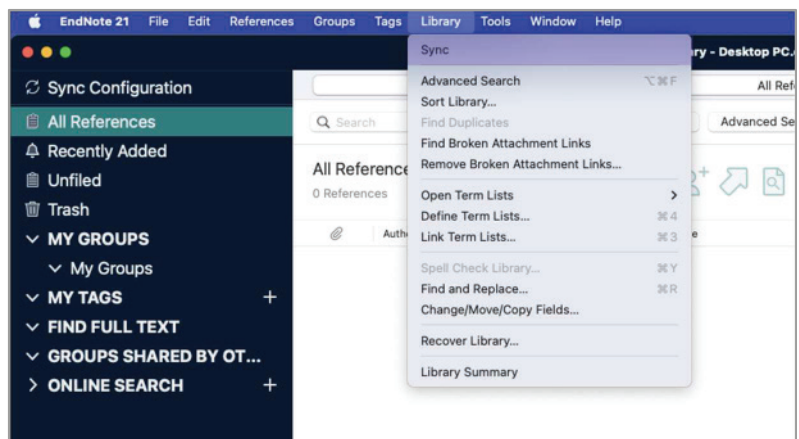 EndNote 21 File Edit References Groups Tags Library Tools Window Help
ry - Desktop PC.
Sync Configuration
All References
Recently Added
Unfiled
Trash
MY GROUPS
My Groups
MY TAGS +
FIND FULL TEXT
GROUPS SHARED BY OT...
ONLINE SEARCH +
Sync
Advanced Search ⌥⌘F
Sort Library...
Find Duplicates
Find Broken Attachment Links
Remove Broken Attachment Links...
Open Term Lists >
Define Term Lists... ⌘4
Link Term Lists... ⌘3
Spell Check Library... ⌘Y
Find and Replace... ⌘R
Change/Move/Copy Fields...
Recover Library...
Library Summary
All Ref
Search
Advanced Se
All Reference
0 References
Auth
e